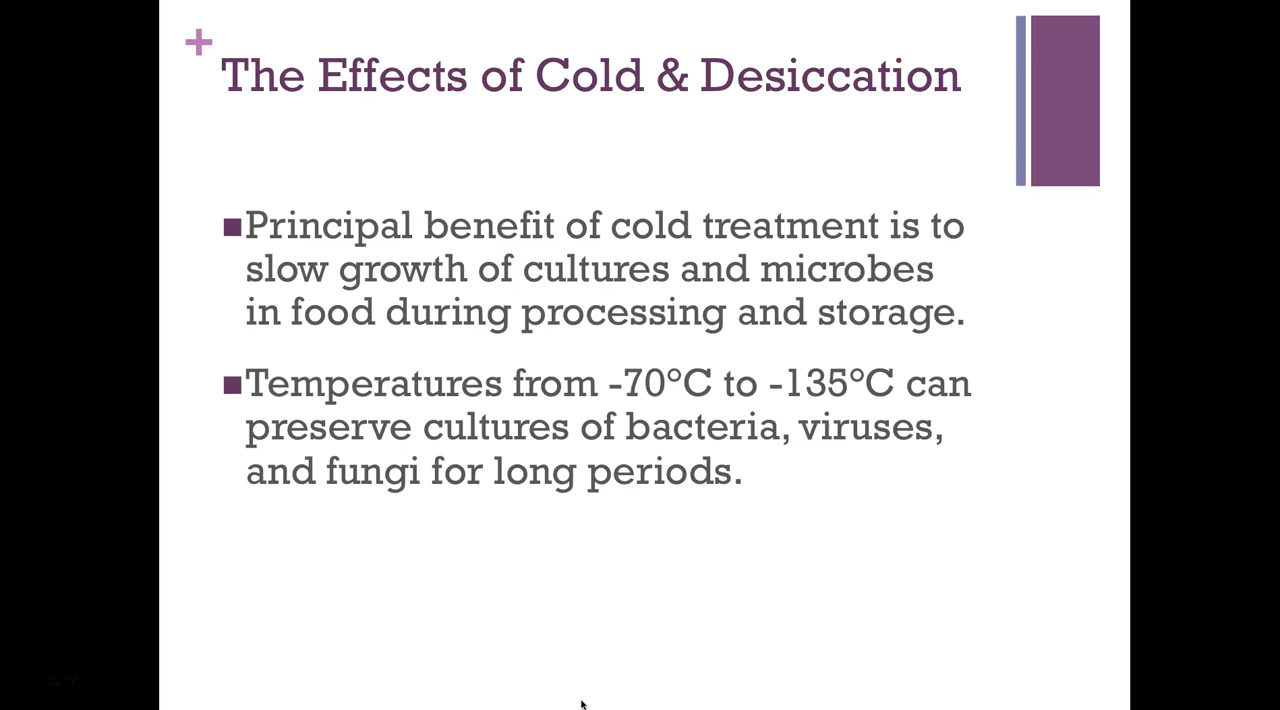 +
The Effects of Cold & Desiccation
■Principal benefit of cold treatment is to
slow growth of cultures and microbes
in food during processing and storage.
■Temperatures from -70°C to -135°C can
preserve cultures of bacteria, viruses,
and fungi for long periods.